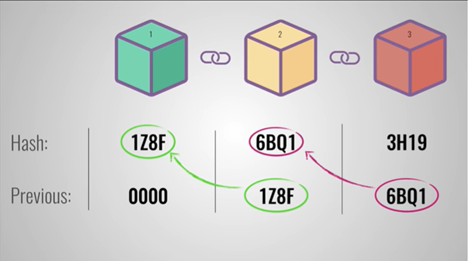 1 2 3
Hash: 1Z8F 6BQ1 3H19
Previous: 0000 1Z8F 6BQ1